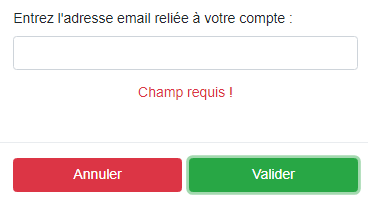 Entrez l'adresse email reliée à votre compte :
Champ requis !
Annuler
Valider